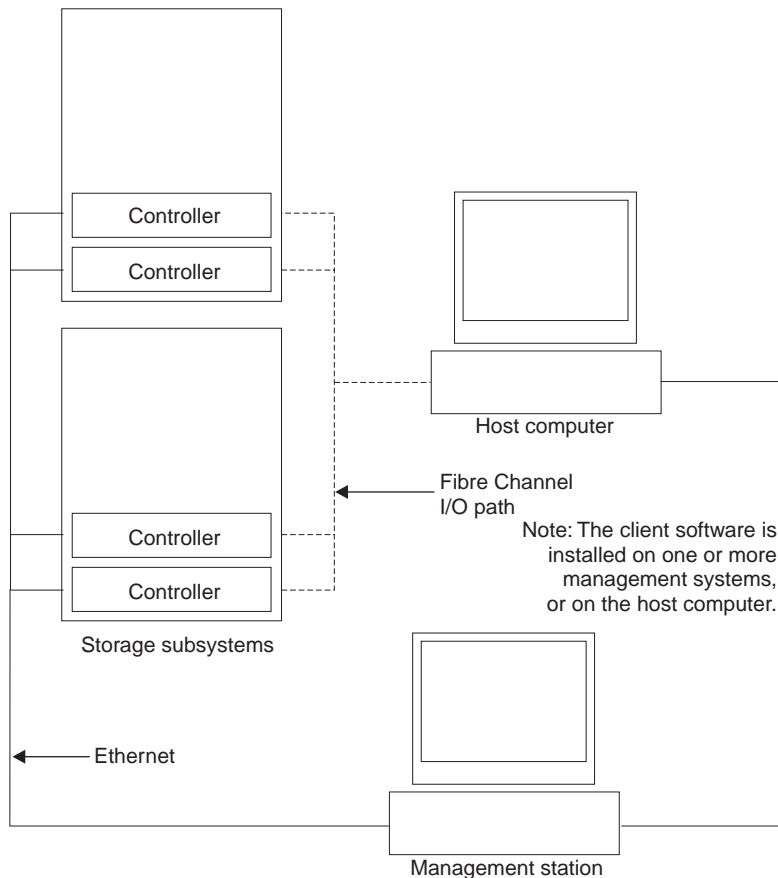 Controller
Controller
Host computer
Fibre Channel
I/O path
Note: The client software is
installed on one or more
management systems,
or on the host computer.
Controller
Controller
Storage subsystems
Ethernet
Management station